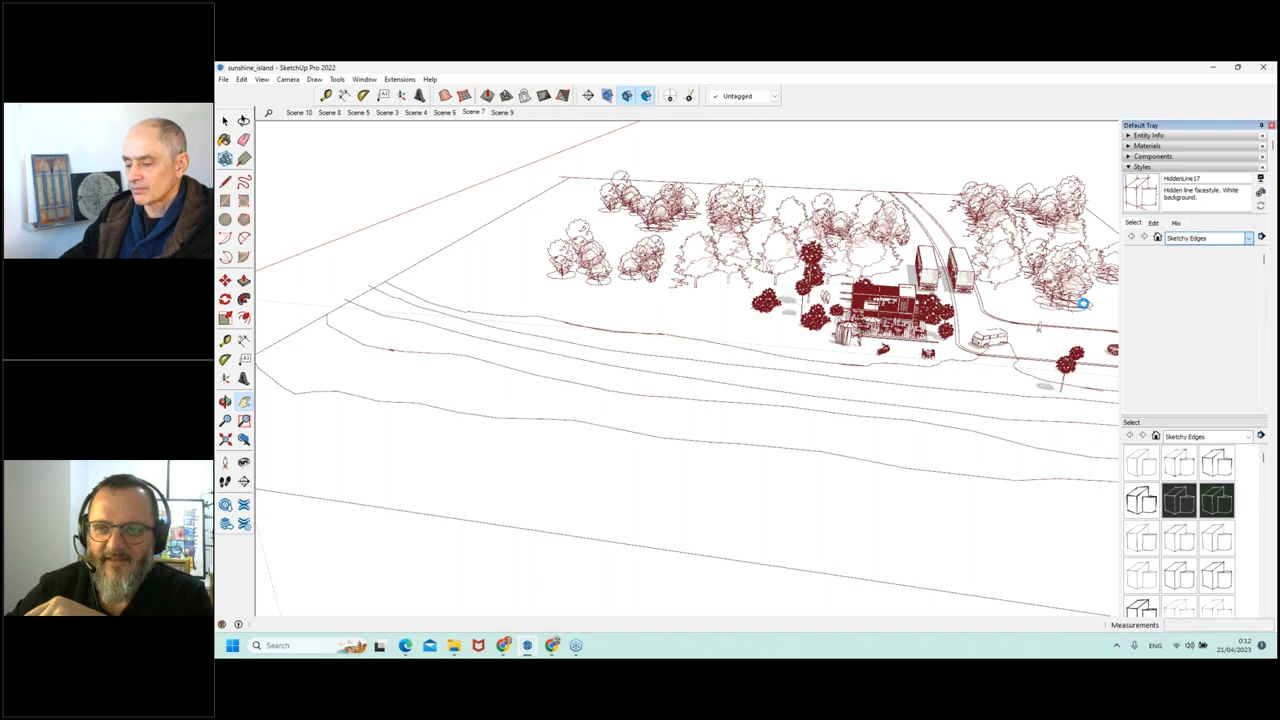 sunshine_island - SketchUp Pro 2022
File Edit View Camera Draw Tools Window Extensions Help
Untagged
Scene 10 Scene 8 Scene 5 Scene 3 Scene 4 Scene 6 Scene 7 Scene 9
Default Tray
Entity Info
Materials
Components
Styles
HiddenLine17
Hidden line facestyle. White
background.
Select Edit Mix
Sketchy Edges
Select
Sketchy Edges
Measurements
Search
ENG
0:12
21/04/2023